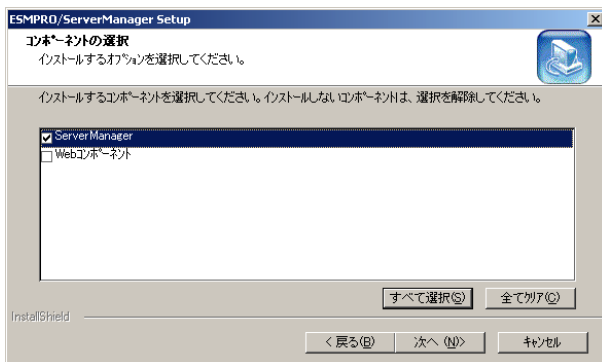 ESMPRO/ServerManager Setup
コンポーネントの選択
インストールするオプションを選択してください。
インストールするコンポーネントを選択してください。インストールしないコンポーネントは、選択を解除してください。
ServerManager
Webコンポーネント
すべて選択(S) 全てクリア(C)
InstallShield
< 戻る(B) 次へ (N)> キャンセル